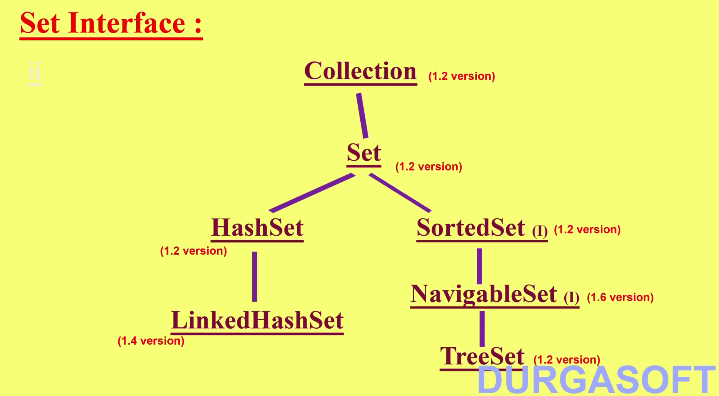 Set Interface :
Collection (1.2 version)
Set (1.2 version)
HashSet
(1.2 version)
SortedSet (I) (1.2 version)
LinkedHashSet
(1.4 version)
NavigableSet (I) (1.6 version)
TreeSet (1.2 version)
DURGASOFT